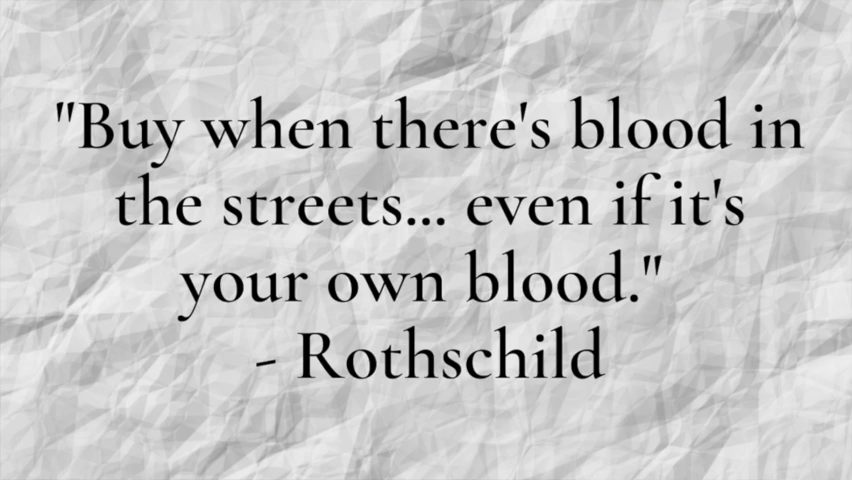 "Buy when there's blood in
the streets... even if it's
your own blood."
- Rothschild